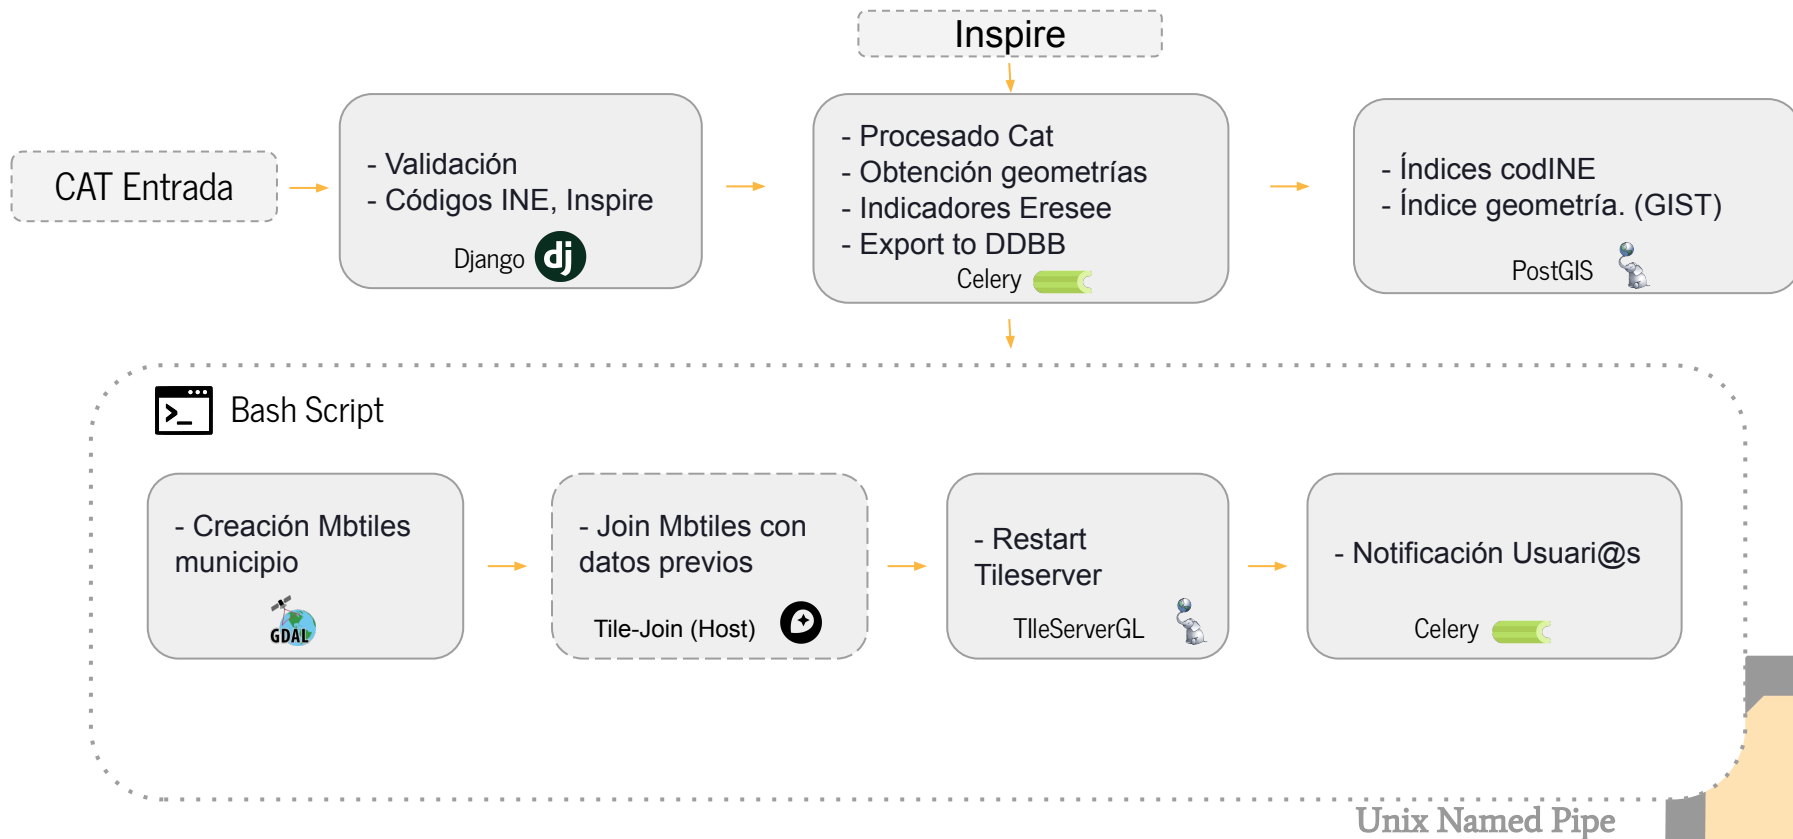 Inspire
CAT Entrada
- Validación
- Códigos INE, Inspire
Django
dj
- Procesado Cat
- Obtención geometrías
- Indicadores Eresee
- Export to DDBB
Celery
- Índices codINE
- Índice geometría. (GIST)
PostGIS
>_
Bash Script
- Creación Mbtiles
municipio
GDAL
- Join Mbtiles con
datos previos
Tile-Join (Host)
- Restart
Tileserver
TIleServerGL
- Notificación Usuari@s
Celery
Unix Named Pipe